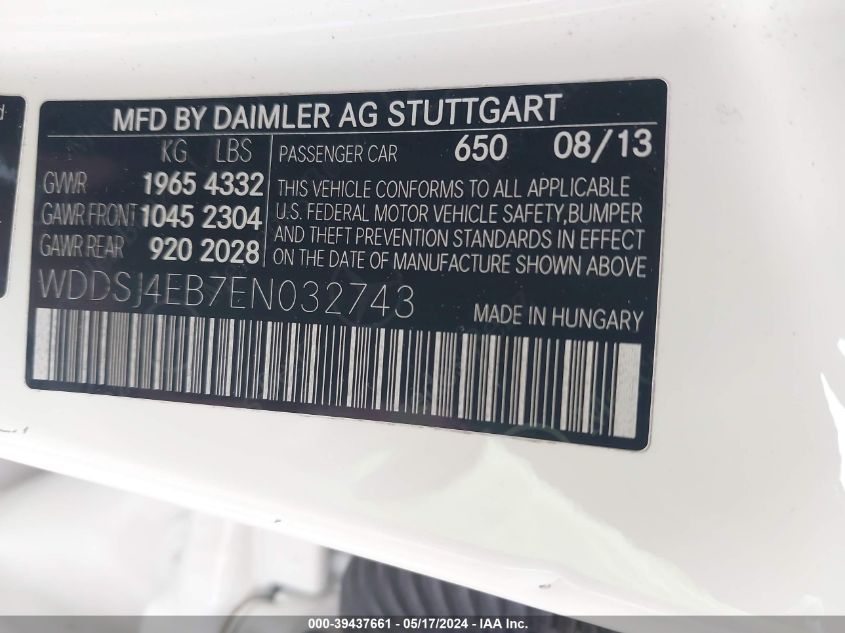 MFD BY DAIMLER AG STUTTGART
KG LBS
GVWR 1965 4332
GAWR FRONT 1045 2304
GAWR REAR 920 2028
PASSENGER CAR 650 08/13
THIS VEHICLE CONFORMS TO ALL APPLICABLE
U.S. FEDERAL MOTOR VEHICLE SAFETY,BUMPER
AND THEFT PREVENTION STANDARDS IN EFFECT
ON THE DATE OF MANUFACTURE SHOWN ABOVE.
WDDSJ4EB7EN032743
MADE IN HUNGARY
000-39437661 - 05/17/2024 - IAA Inc.